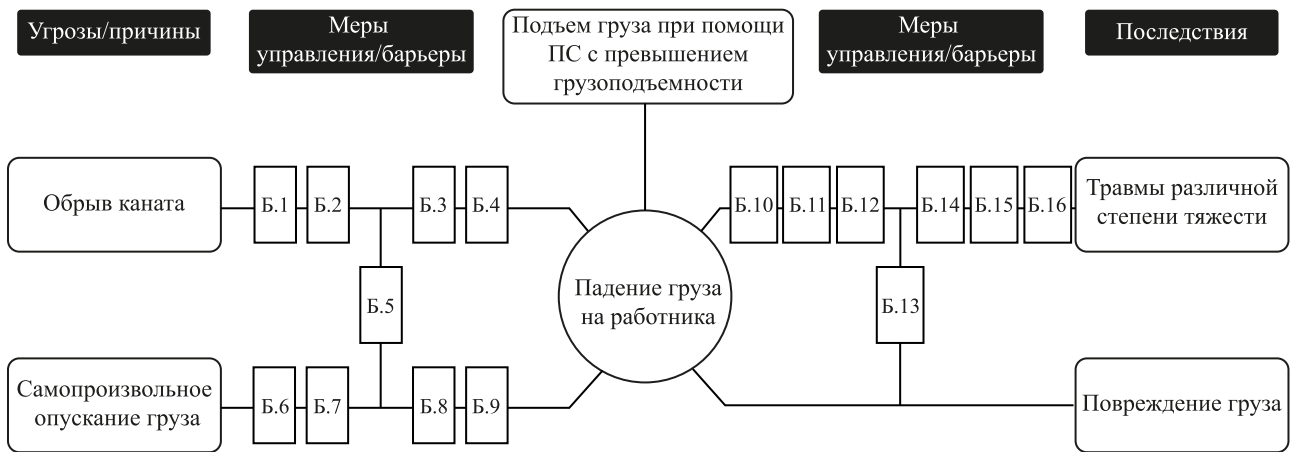 Угрозы/причины
Меры
управления/барьеры
Подъем груза при помощи
ПС с превышением
грузоподъемности
Меры
управления/барьеры
Последствия
Обрыв каната
Б.1
Б.2
Б.3
Б.4
Б.10
Б.11
Б.12
Б.14
Б.15
Б.16
Травмы различной
степени тяжести
Б.5
Падение груза
на работника
Б.13
Самопроизвольное
опускание груза
Б.6
Б.7
Б.8
Б.9
Повреждение груза